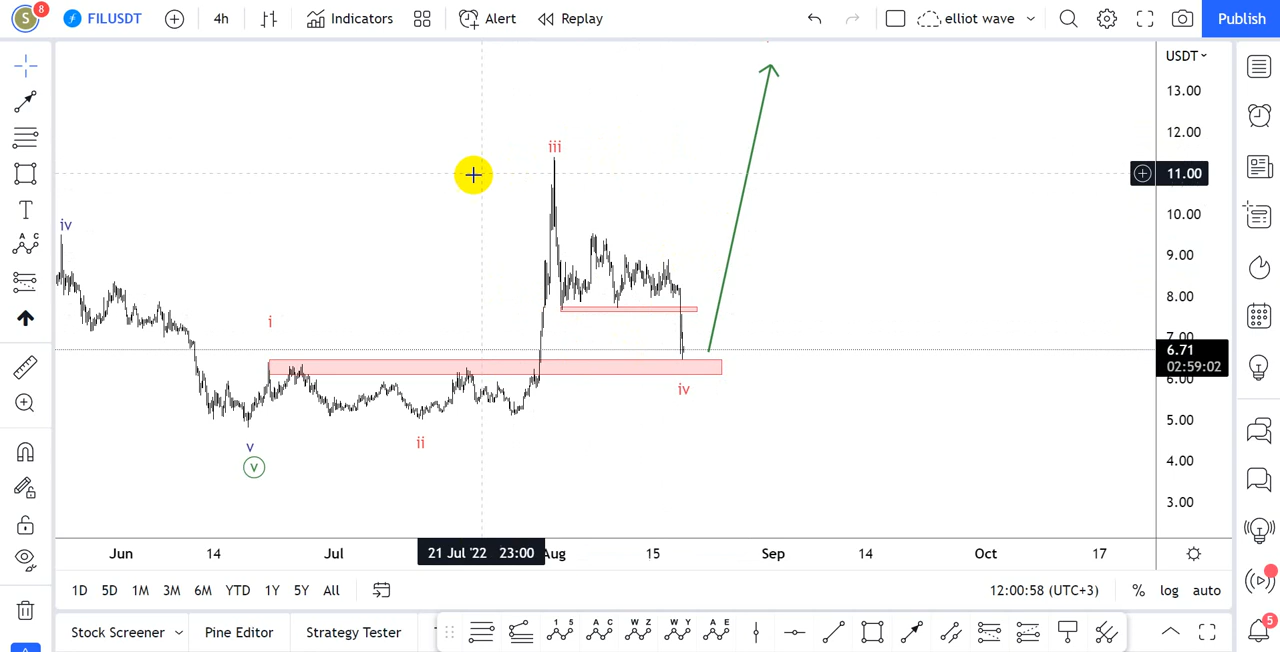 S 8 FILUSDT 4h Indicators Alert Replay elliot wave Publish
USDT
13.00
12.00
iii
11.00
10.00
iv
9.00
8.00
i
7.00
6.71
02:59:02
6.00
iv
5.00
ii
v
v
4.00
3.00
Jun 14 Jul 21 Jul '22 23:00 Aug 15 Sep 14 Oct 17
1D 5D 1M 3M 6M YTD 1Y 5Y All 12:00:58 (UTC+3) % log auto
Stock Screener Pine Editor Strategy Tester
A C
1 5 A C W Z W Y A E
5
T